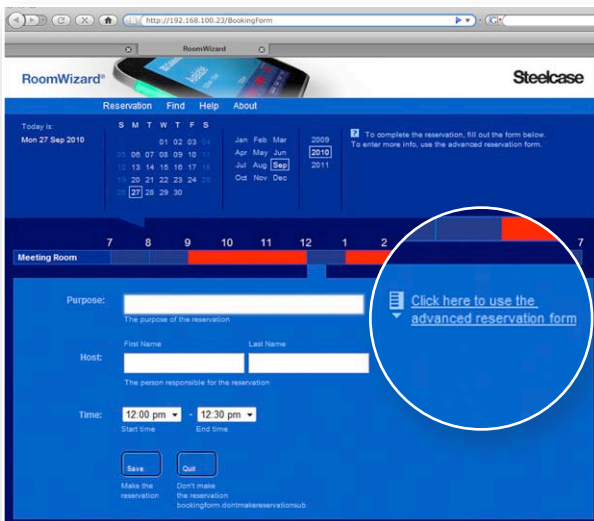 http://192.168.100.23/BookingForm
RoomWizard
RoomWizard®
Steelcase
Reservation Find Help About
Today is:
Mon 27 Sep 2010
S M T W T F S
01 02 03 04
05 06 07 08 09 10 11
12 13 14 15 16 17 18
19 20 21 22 23 24 25
26 27 28 29 30
Jan Feb Mar
Apr May Jun
Jul Aug Sep
Oct Nov Dec
2009
2010
2011
? To complete the reservation, fill out the form below.
To enter more info, use the advanced reservation form.
7 8 9 10 11 12 1 2 7
Meeting Room
Purpose:
The purpose of the reservation
Click here to use the
advanced reservation form
First Name Last Name
Host:
The person responsible for the reservation
Time: 12:00 pm - 12:30 pm
Start time End time
Save Quit
Make the
reservation
Don't make
the reservation
bookingform.dontmakereservationsub